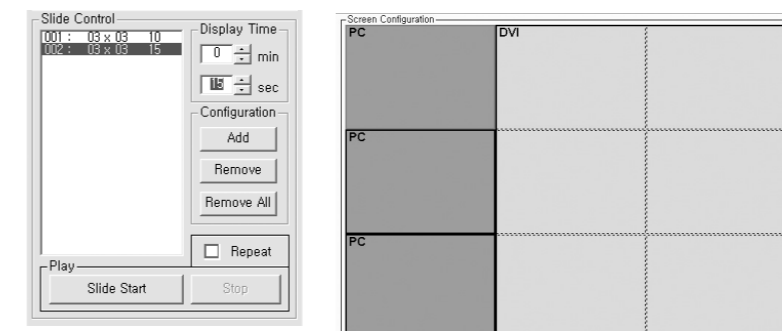 Slide Control
001 : 03 x 03 10
002 : 03 x 03 15
Display Time
0 min
15 sec
Configuration
Add
Remove
Remove All
Repeat
Play
Slide Start
Stop
Screen Configuration
PC
DVI
PC
PC